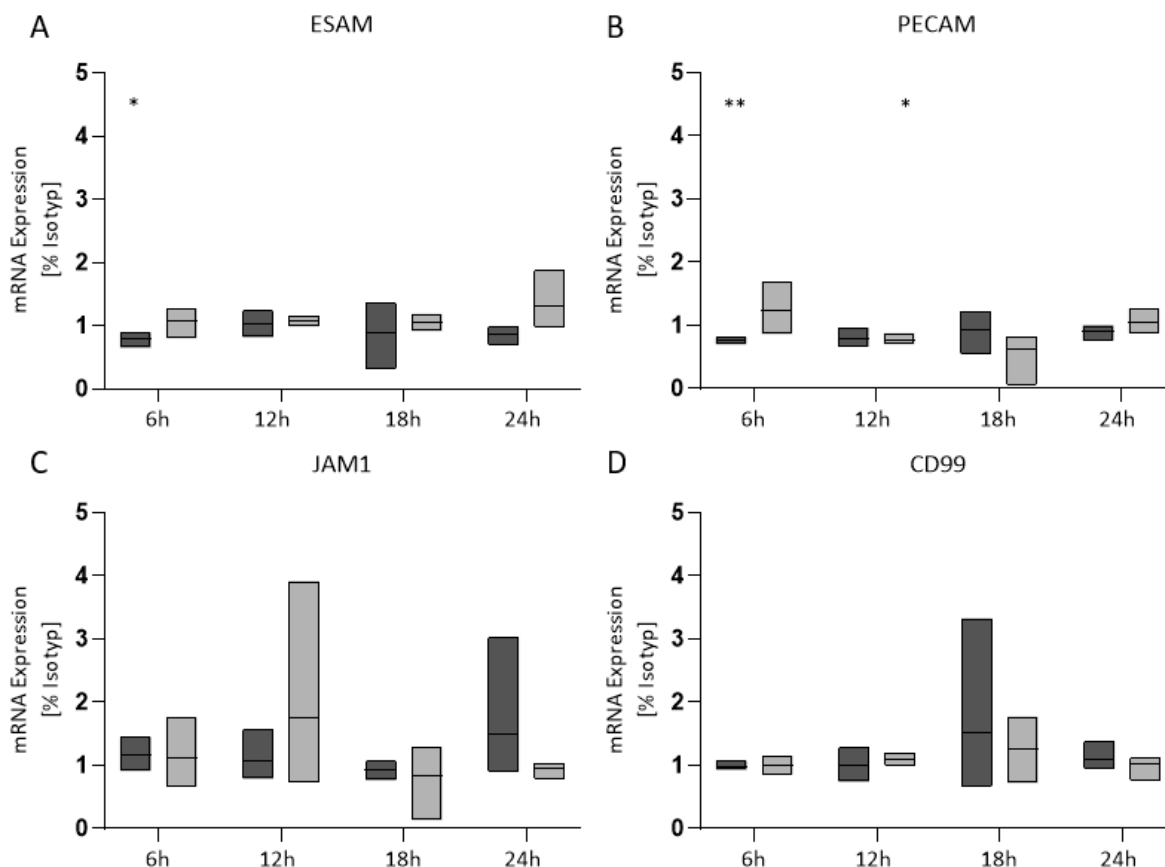 A ESAM
mRNA Expression
[% Isotyp]
5
4
3
2
1
0
*
6h 12h 18h 24h
B PECAM
mRNA Expression
[% Isotyp]
5
4
3
2
1
0
** *
6h 12h 18h 24h
C JAM1
mRNA Expression
[% Isotyp]
5
4
3
2
1
0
6h 12h 18h 24h
D CD99
mRNA Expression
[% Isotyp]
5
4
3
2
1
0
6h 12h 18h 24h